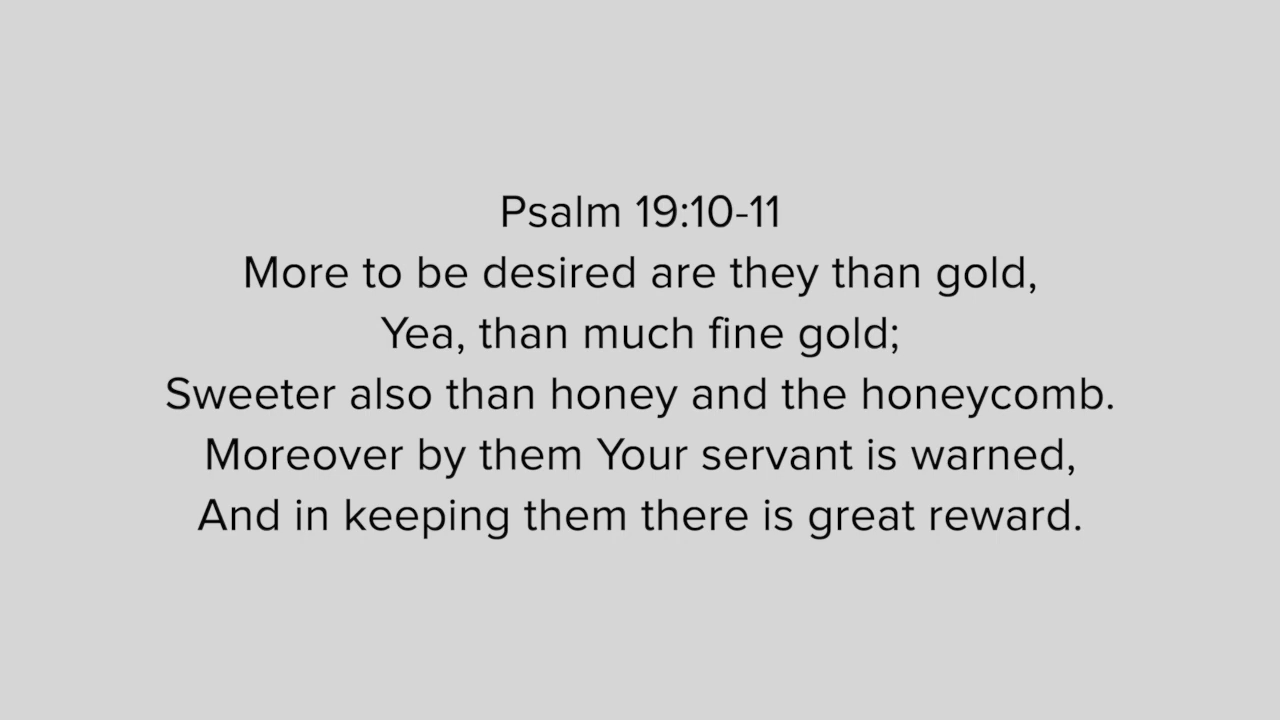 Psalm 19:10-11
More to be desired are they than gold,
Yea, than much fine gold;
Sweeter also than honey and the honeycomb.
Moreover by them Your servant is warned,
And in keeping them there is great reward.